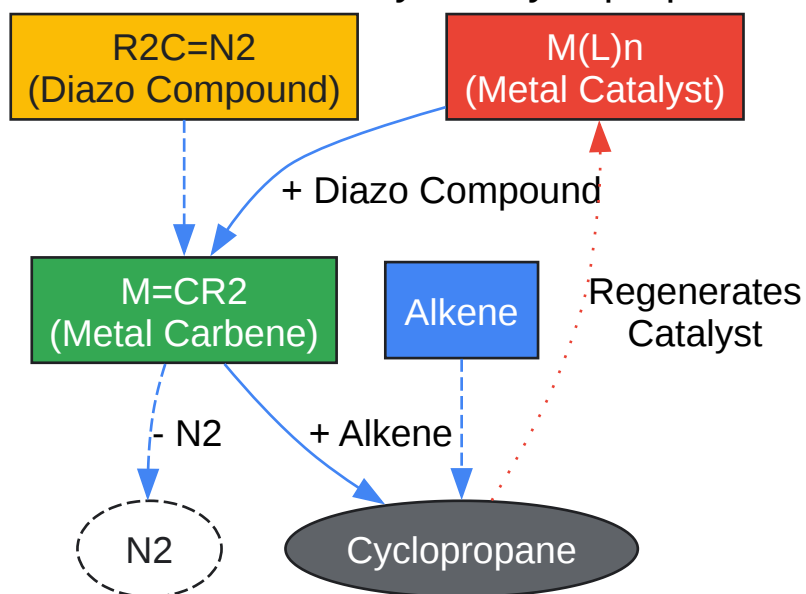 R2C=N2
(Diazo Compound)
M(L)n
(Metal Catalyst)
+ Diazo Compound
M=CR2
(Metal Carbene)
Alkene
Regenerates
Catalyst
- N2
+ Alkene
N2
Cyclopropane